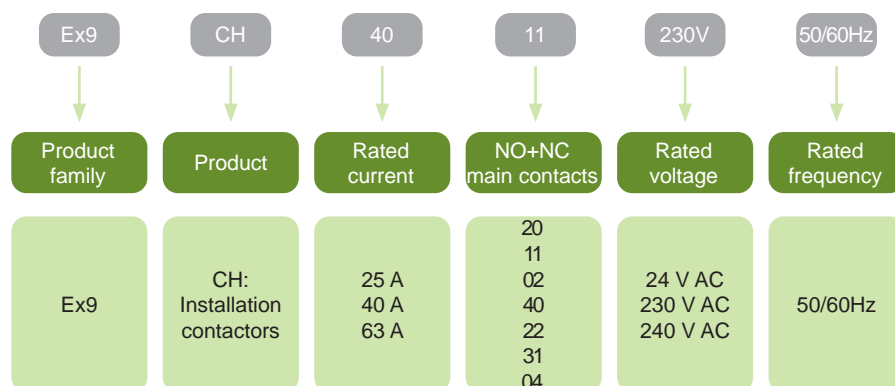 Ex9 CH 40 11 230V 50/60Hz
Product family
Product
Rated current
NO+NC main contacts
Rated voltage
Rated frequency
Ex9
CH:
Installation
contactors
25 A
40 A
63 A
20
11
02
40
22
31
04
24 V AC
230 V AC
240 V AC
50/60Hz